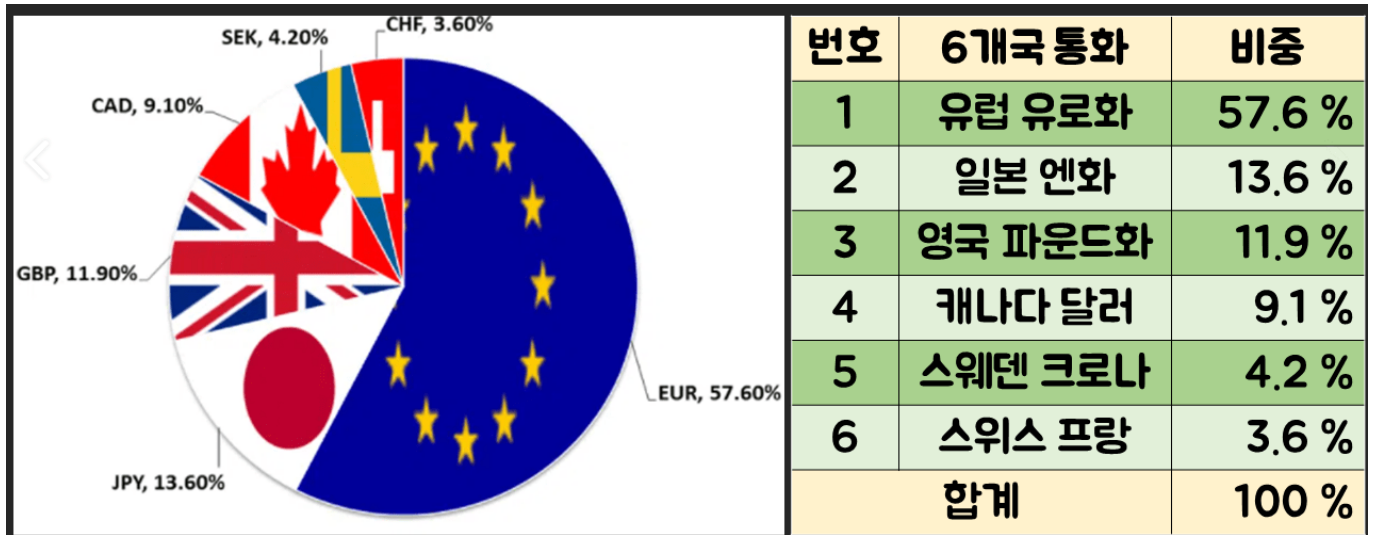 CHF, 3.60%
SEK, 4.20%
CAD, 9.10%
GBP, 11.90%
EUR, 57.60%
JPY, 13.60%
번호 6개국 통화 비중
1 유럽 유로화 57.6 %
2 일본 엔화 13.6 %
3 영국 파운드화 11.9 %
4 캐나다 달러 9.1 %
5 스웨덴 크로나 4.2 %
6 스위스 프랑 3.6 %
합계 100 %